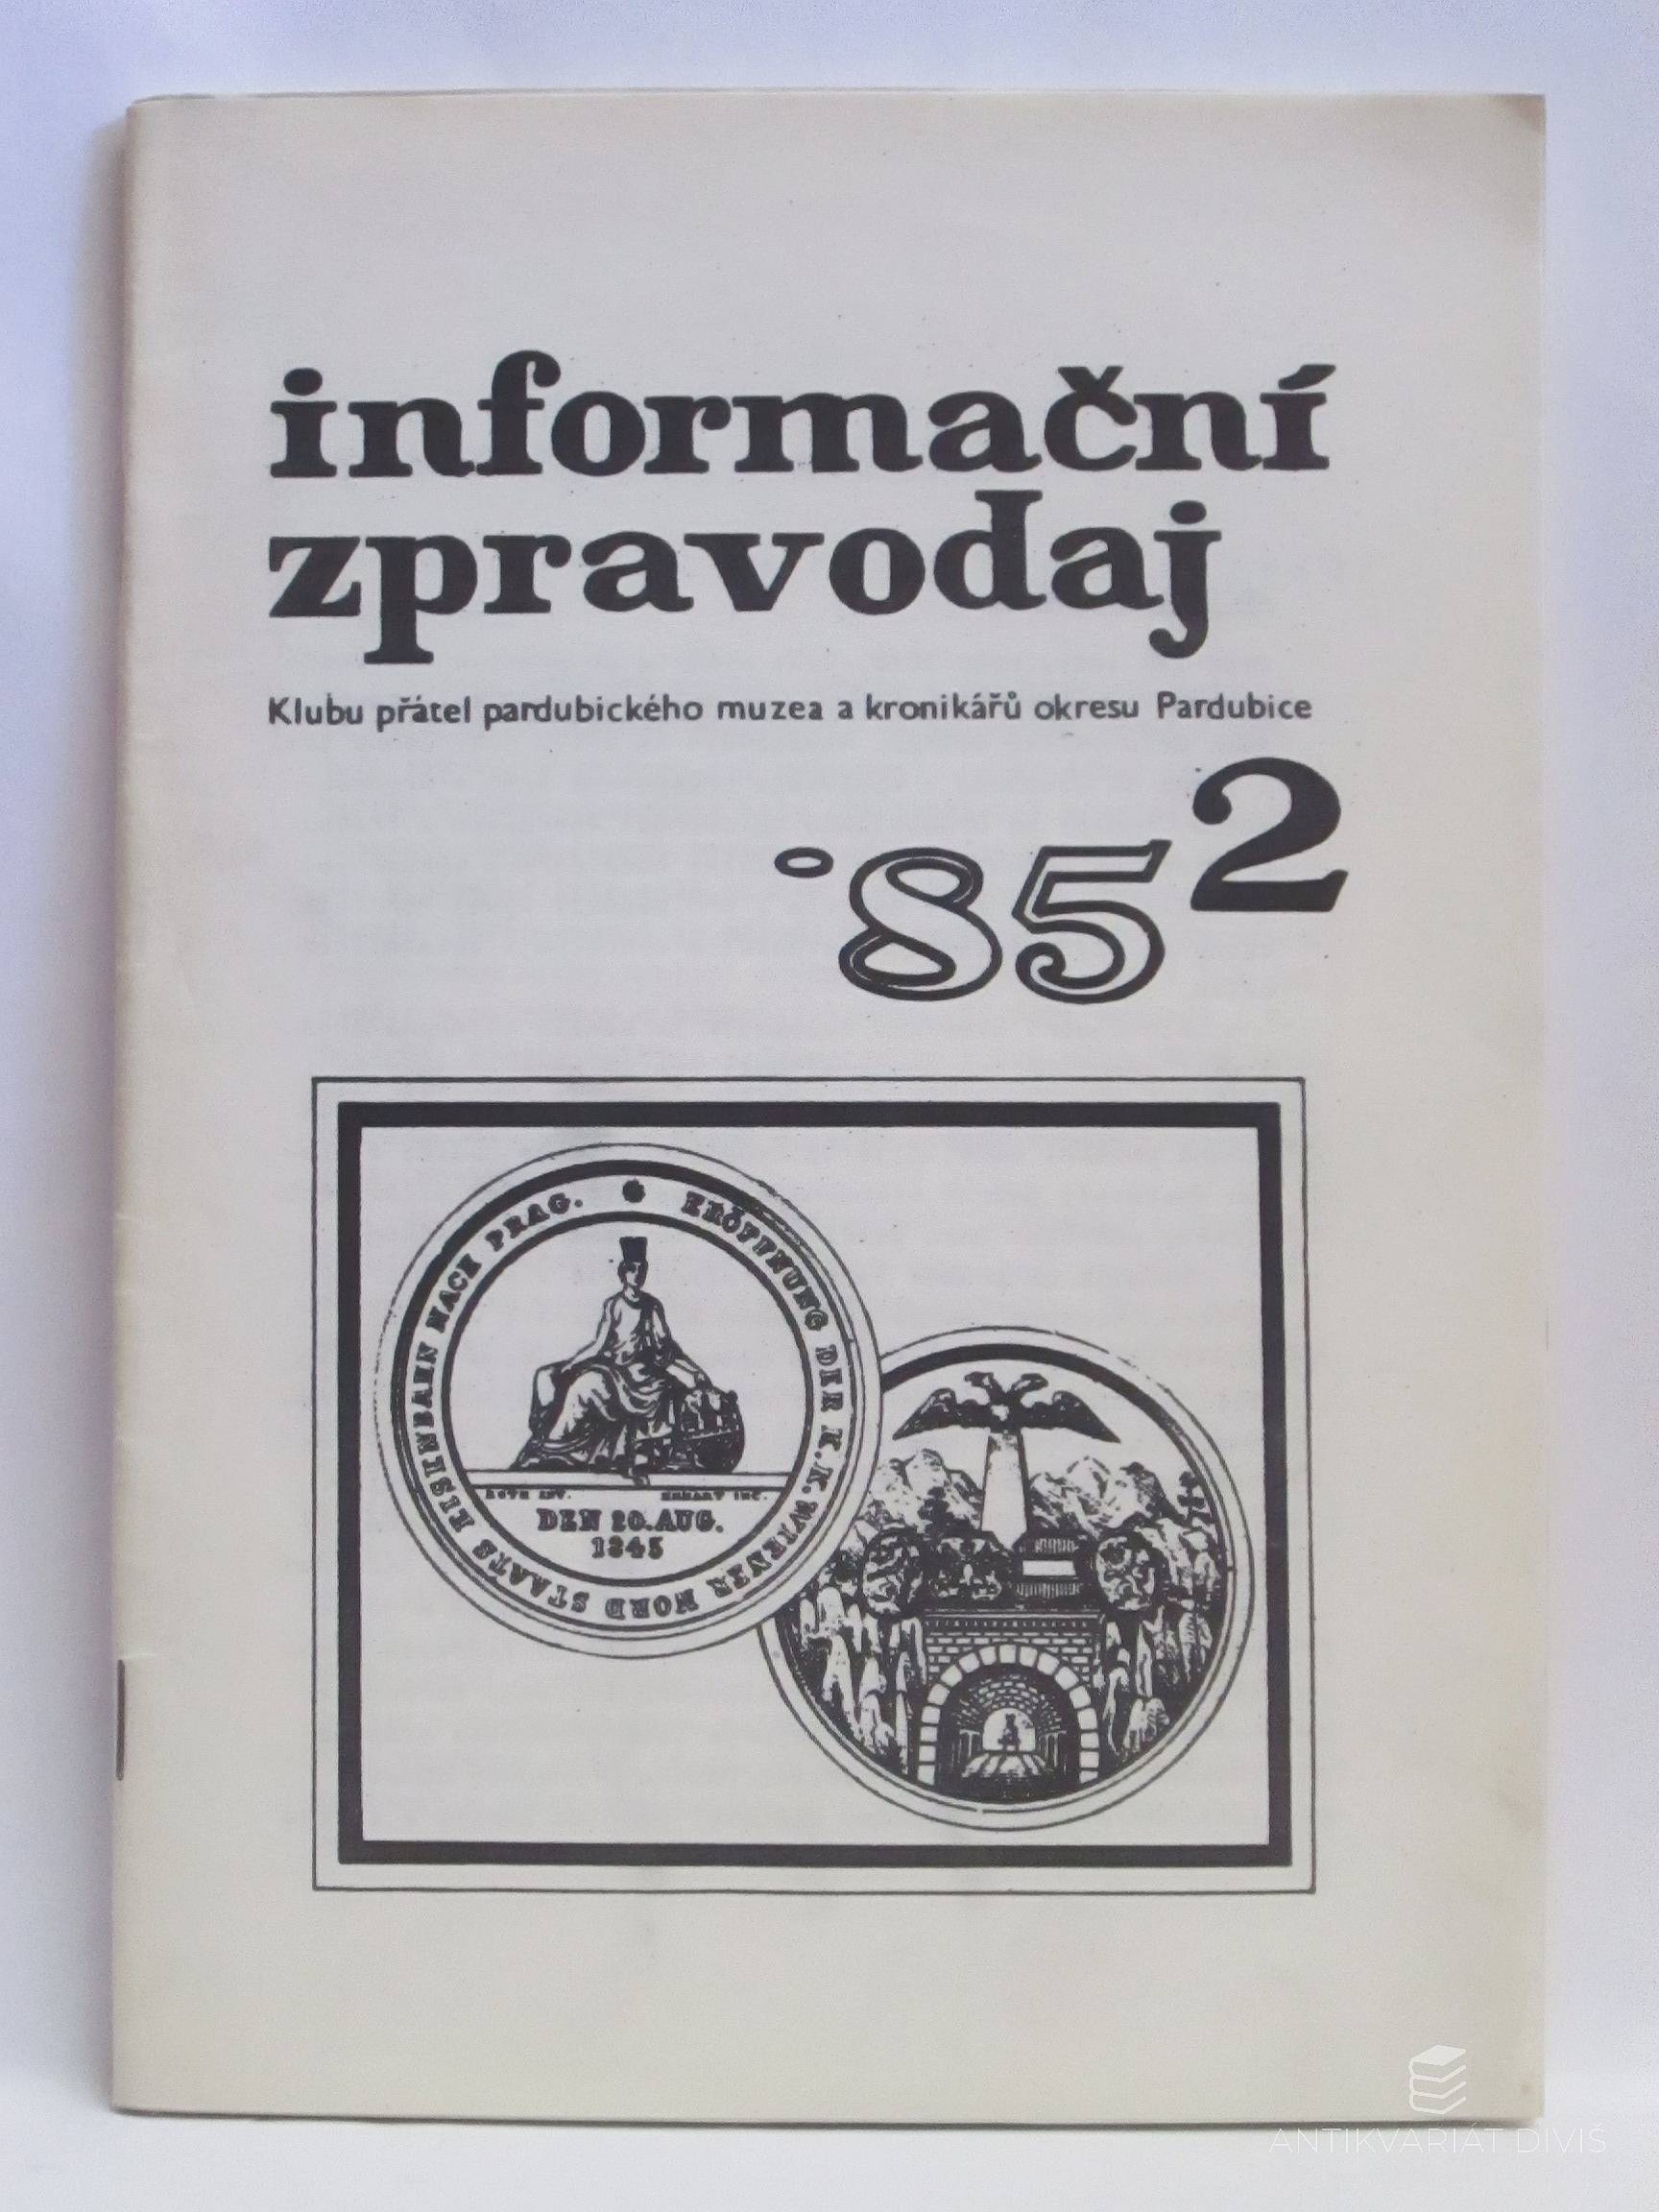 informační
zpravodaj
Klubu přátel pardubického muzea a kronikářů okresu Pardubice
'85 2
ERÖFFNUNG DER K.K. WIENER NORD STAATS EISENBAHN NACH PRAG.
DEN 20. AUG.
1845
ANTIKVARIÁT DIVIŠ